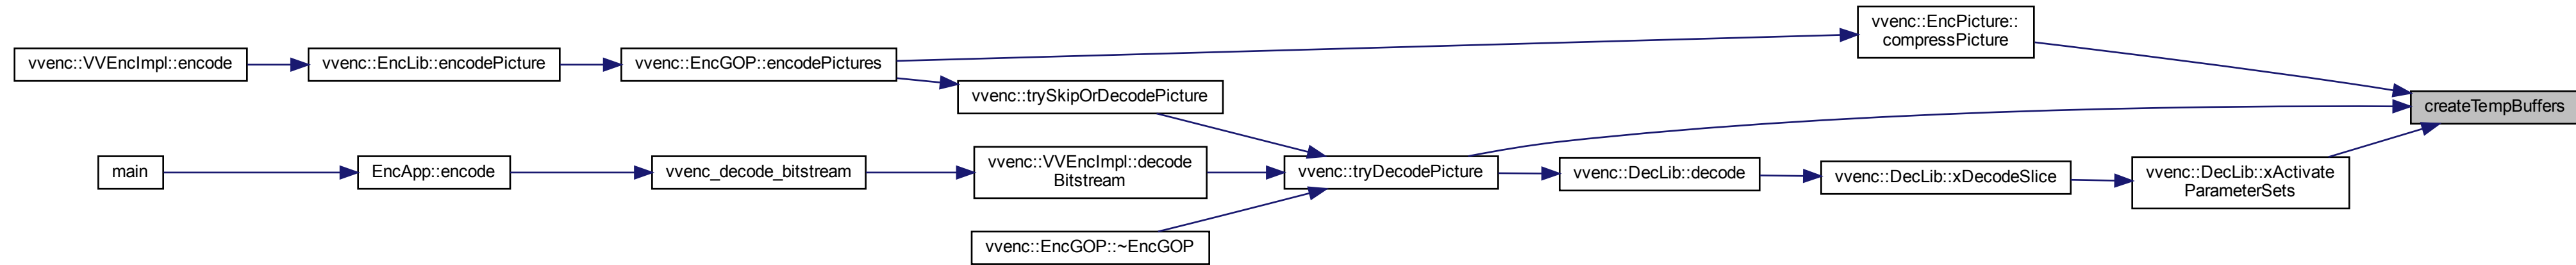 vvenc::VVEncImpl::encode
vvenc::EncLib::encodePicture
vvenc::EncGOP::encodePictures
vvenc::EncPicture::
compressPicture
vvenc::trySkipOrDecodePicture
createTempBuffers
main
EncApp::encode
vvenc_decode_bitstream
vvenc::VVEncImpl::decode
Bitstream
vvenc::tryDecodePicture
vvenc::DecLib::decode
vvenc::DecLib::xDecodeSlice
vvenc::DecLib::xActivate
ParameterSets
vvenc::EncGOP::~EncGOP